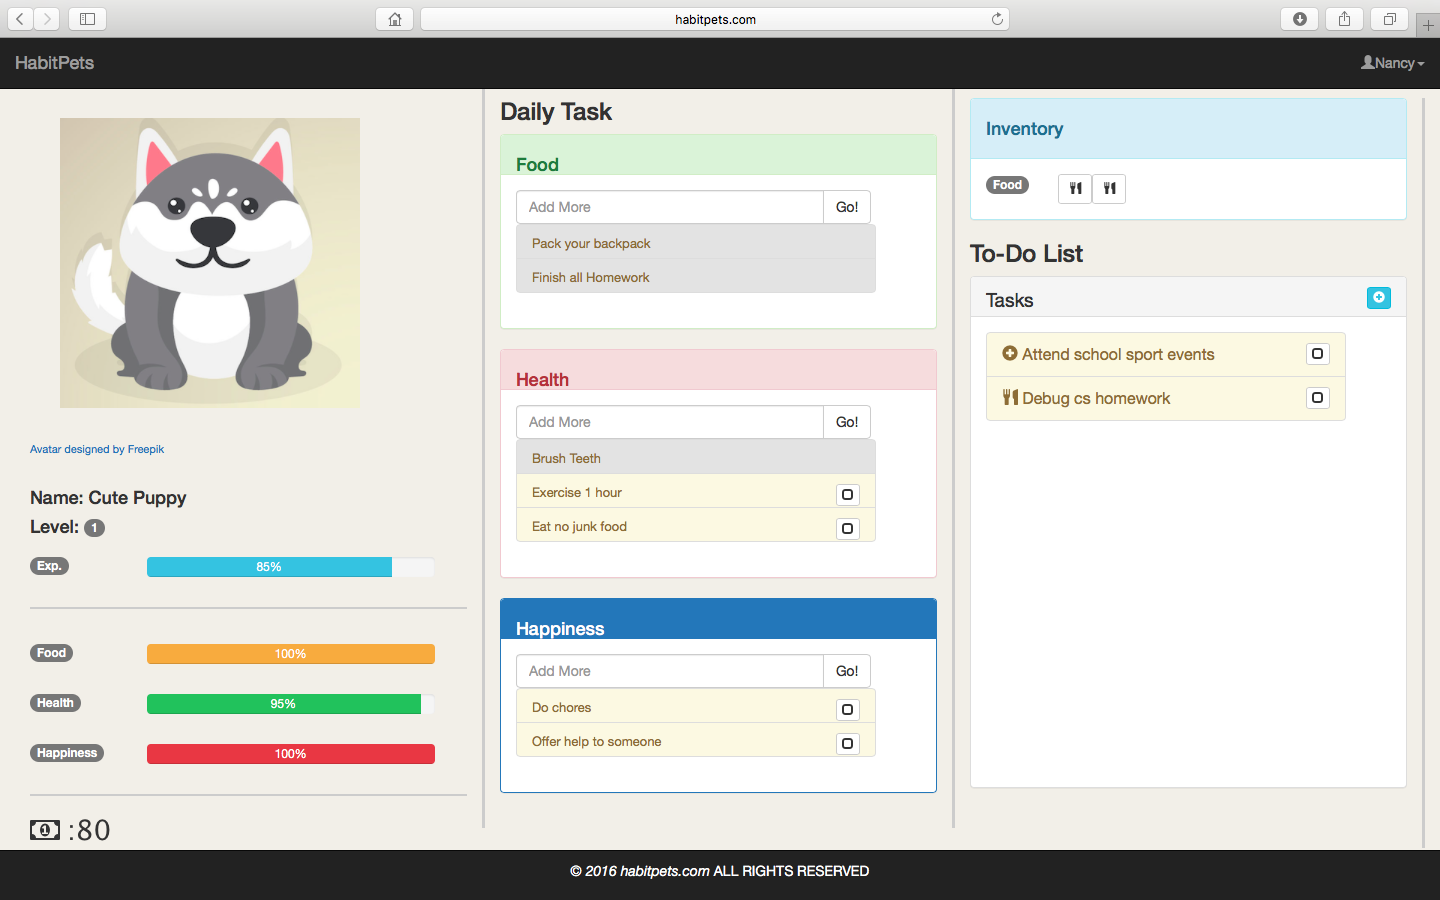 habitpets.com
HabitPets
Nancy
Avatar designed by Freepik
Name: Cute Puppy
Level: 1
Exp. 85%
Food 100%
Health 95%
Happiness 100%
1 :80
Daily Task
Food
Add More Go!
Pack your backpack
Finish all Homework
Health
Add More Go!
Brush Teeth
Exercise 1 hour
Eat no junk food
Happiness
Add More Go!
Do chores
Offer help to someone
Inventory
Food
To-Do List
Tasks
Attend school sport events
Debug cs homework
© 2016 habitpets.com ALL RIGHTS RESERVED